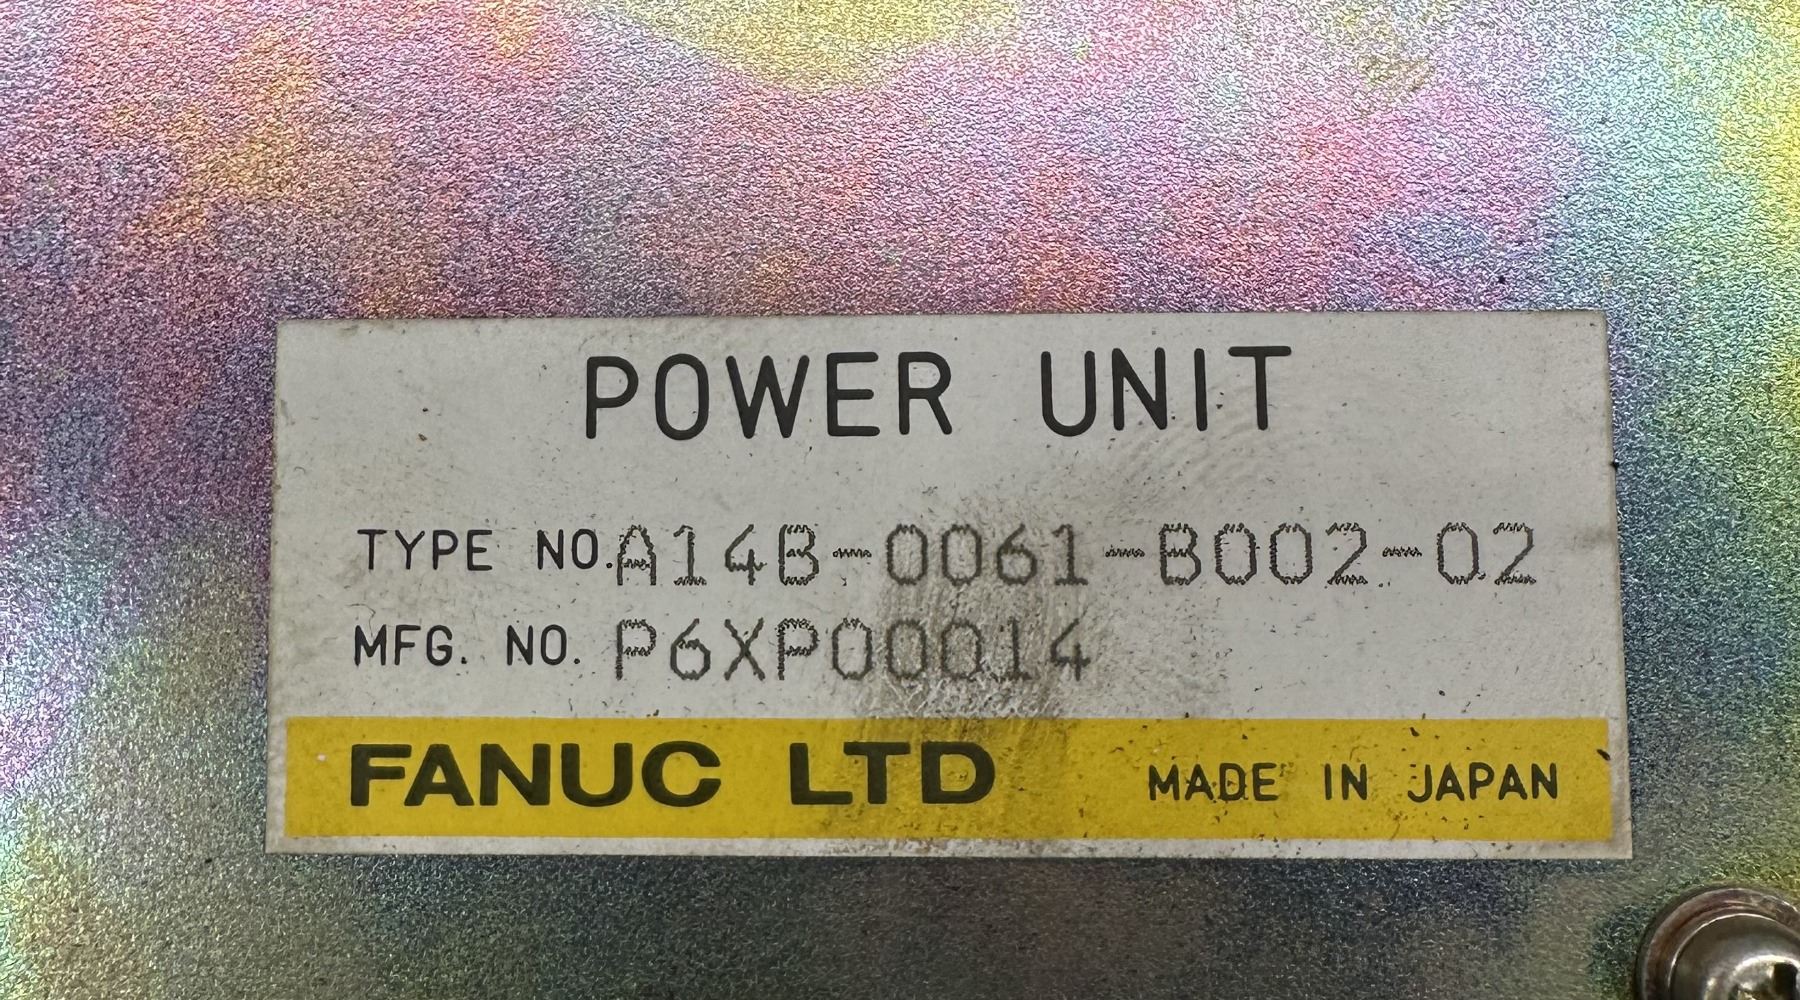 POWER UNIT
TYPE NO. A14B-0061-B002-02
MFG. NO. P6XP00014
FANUC LTD MADE IN JAPAN